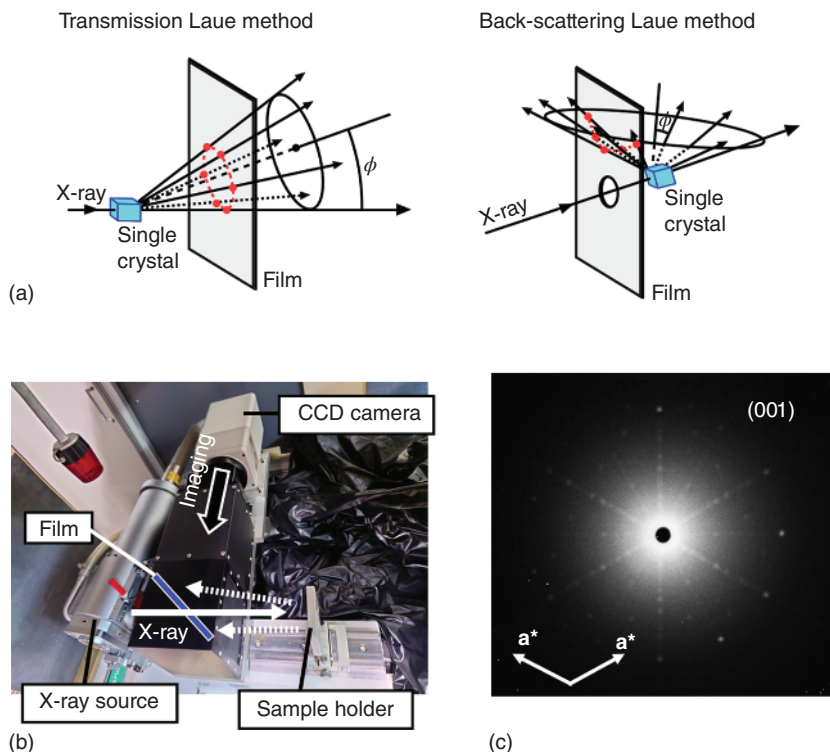 Transmission Laue method
Back-scattering Laue method
X-ray
Single
crystal
Film
ϕ
X-ray
Single
crystal
Film
ϕ
(a)
CCD camera
Imaging
Film
X-ray
X-ray source
Sample holder
(b)
(001)
a*
a*
(c)